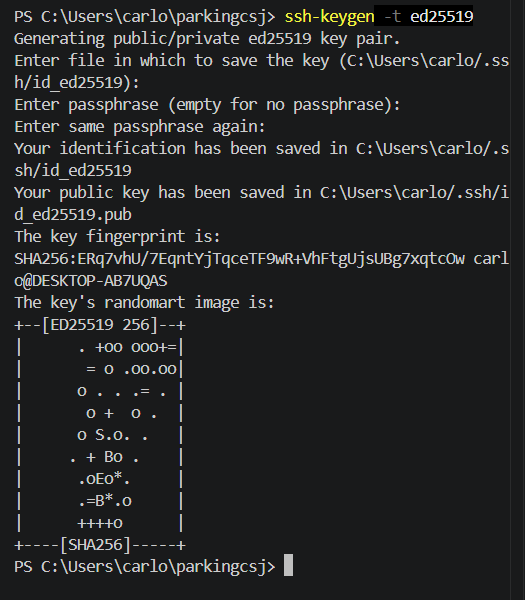 PS C:\Users\carlo\parkingcsj> ssh-keygen -t ed25519
Generating public/private ed25519 key pair.
Enter file in which to save the key (C:\Users\carlo/.ss
h/id_ed25519):
Enter passphrase (empty for no passphrase):
Enter same passphrase again:
Your identification has been saved in C:\Users\carlo/.s
sh/id_ed25519
Your public key has been saved in C:\Users\carlo/.ssh/i
d_ed25519.pub
The key fingerprint is:
SHA256:ERq7vhU/7EqntYjTqceTF9wR+VhFtgUjsUBg7xqtcOw carl
o@DESKTOP-AB7UQAS
The key's randomart image is:
+--[ED25519 256]--+
|      . +oo ooo+=|
|       = o .oo.oo|
|      o . . .= . |
|       o +  o .  |
|      o S.o. .   |
|     . + Bo .    |
|      .oEo*.     |
|      .=B*.o     |
|      ++++o      |
+----[SHA256]-----+
PS C:\Users\carlo\parkingcsj>